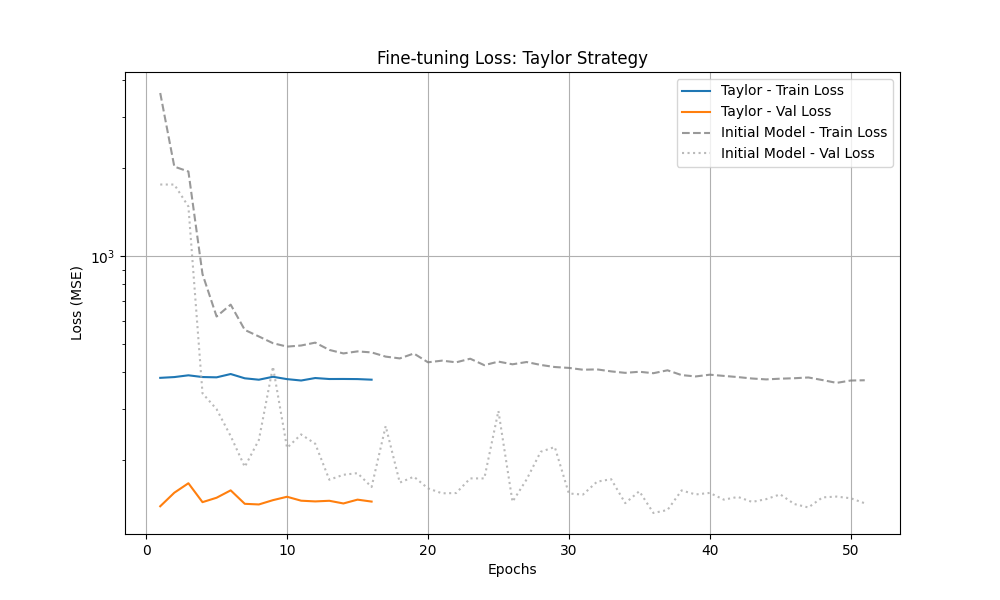 Fine-tuning Loss: Taylor Strategy
Taylor - Train Loss
Taylor - Val Loss
Initial Model - Train Loss
Initial Model - Val Loss
10³
Loss (MSE)
0 10 20 30 40 50
Epochs